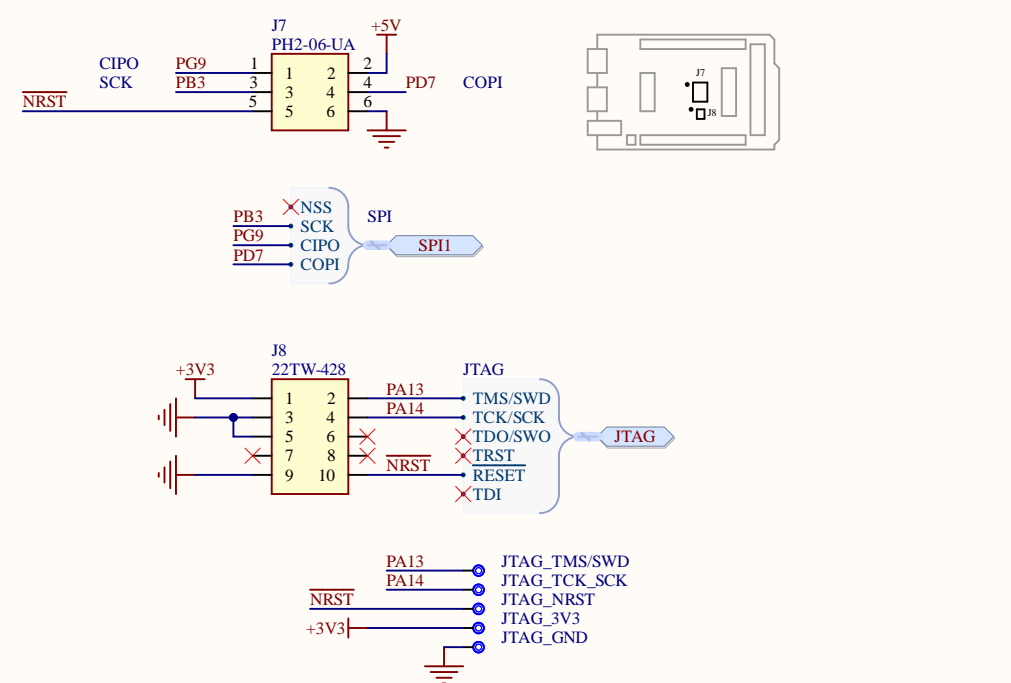 J7
PH2-06-UA
+5V
CIPO PG9 1 1 2 2
SCK PB3 3 3 4 4 PD7 COPI
NRST 5 5 6 6
J7
J8
NSS
PB3 SCK SPI
PG9 CIPO SPI1
PD7 COPI
J8
22TW-428
+3V3
JTAG
1 2 PA13 TMS/SWD
3 4 PA14 TCK/SCK
5 6 TDO/SWO JTAG
7 8 TRST
9 10 NRST RESET
TDI
PA13 JTAG_TMS/SWD
PA14 JTAG_TCK_SCK
NRST JTAG_NRST
+3V3 JTAG_3V3
JTAG_GND